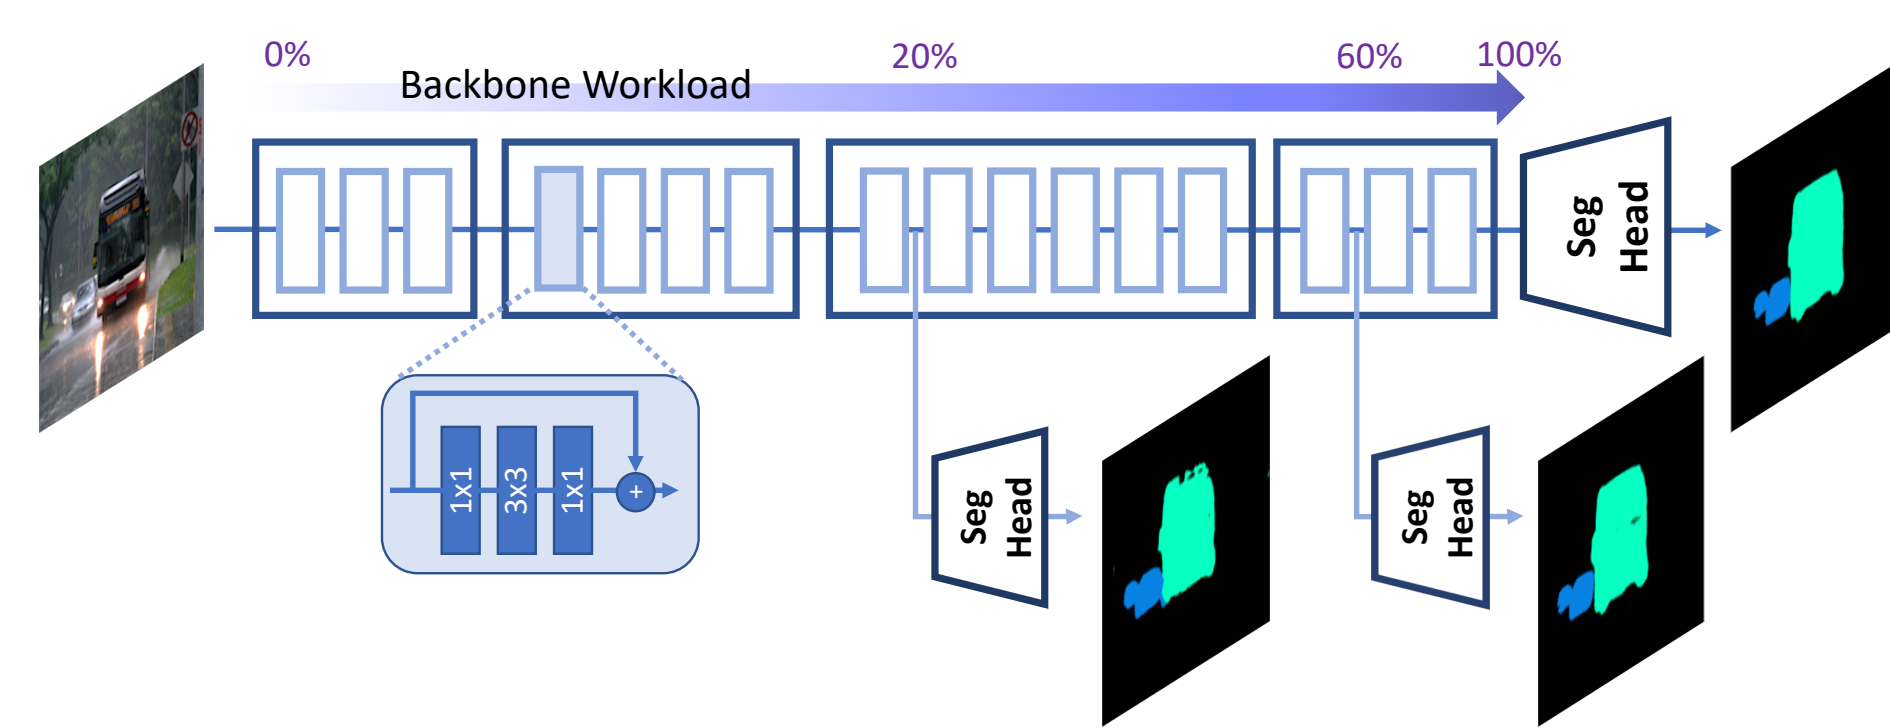 0%
20%
60%
100%
Backbone Workload
Seg
Head
1x1
3x3
1x1
+
Seg
Head
Seg
Head